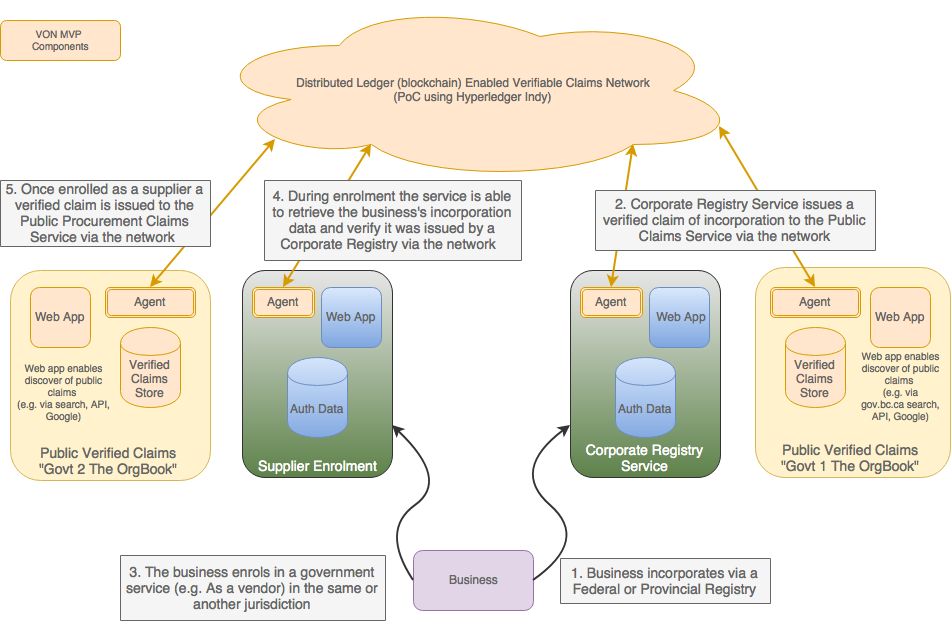 VON MVP
Components
Distributed Ledger (blockchain) Enabled Verifiable Claims Network
(PoC using Hyperledger Indy)
5. Once enrolled as a supplier a
verified claim is issued to the
Public Procurement Claims
Service via the network
4. During enrolment the service is able
to retrieve the business's incorporation
data and verify it was issued by a
Corporate Registry via the network
2. Corporate Registry Service issues a
verified claim of incorporation to the Public
Claims Service via the network
Web App
Agent
Verified
Claims
Store
Web app enables
discover of public
claims
(e.g. via search, API,
Google)
Public Verified Claims
"Govt 2 The OrgBook"
Agent
Web App
Auth Data
Supplier Enrolment
Agent
Web App
Auth Data
Corporate Registry
Service
Agent
Web App
Verified
Claims
Store
Web app enables
discover of public
claims
(e.g. via
gov.bc.ca search,
API, Google)
Public Verified Claims
"Govt 1 The OrgBook"
3. The business enrols in a government
service (e.g. As a vendor) in the same or
another jurisdiction
Business
1. Business incorporates via a
Federal or Provincial Registry